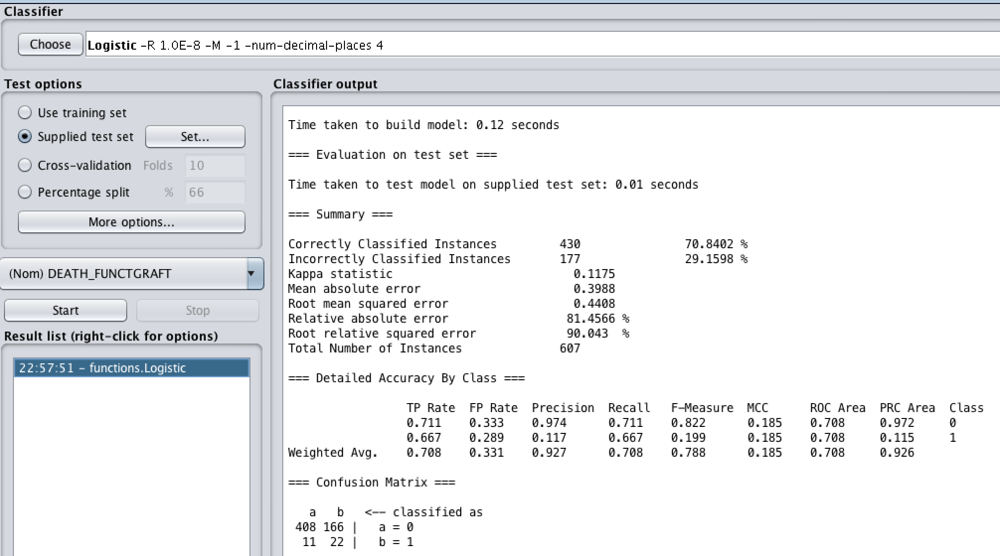 Classifier
Choose Logistic -R 1.0E-8 -M -1 -num-decimal-places 4
Test options
Use training set
Supplied test set Set...
Cross-validation Folds 10
Percentage split % 66
More options...
(Nom) DEATH_FUNCTGRAFT
Start Stop
Result list (right-click for options)
22:57:51 - functions.Logistic
Classifier output
Time taken to build model: 0.12 seconds
=== Evaluation on test set ===
Time taken to test model on supplied test set: 0.01 seconds
=== Summary ===
Correctly Classified Instances 430 70.8402 %
Incorrectly Classified Instances 177 29.1598 %
Kappa statistic 0.1175
Mean absolute error 0.3988
Root mean squared error 0.4408
Relative absolute error 81.4566 %
Root relative squared error 90.043 %
Total Number of Instances 607
=== Detailed Accuracy By Class ===
TP Rate FP Rate Precision Recall F-Measure MCC ROC Area PRC Area Class
0.711 0.333 0.974 0.711 0.822 0.185 0.708 0.972 0
0.667 0.289 0.117 0.667 0.199 0.185 0.708 0.115 1
Weighted Avg. 0.708 0.331 0.927 0.708 0.788 0.185 0.708 0.926
=== Confusion Matrix ===
a b <-- classified as
408 166 | a = 0
11 22 | b = 1